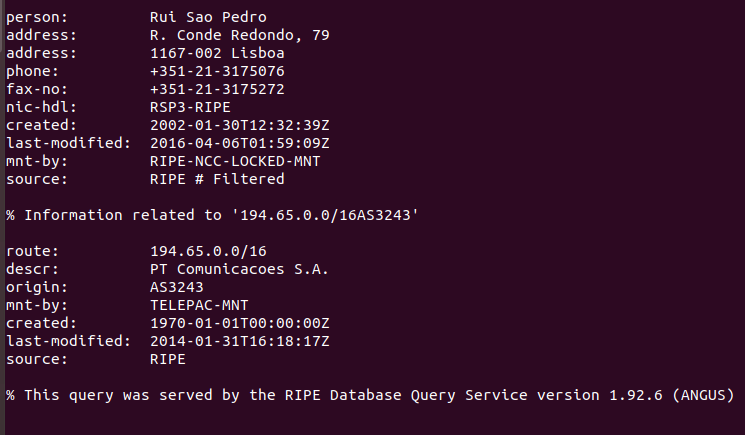 person:         Rui Sao Pedro
address:        R. Conde Redondo, 79
address:        1167-002 Lisboa
phone:          +351-21-3175076
fax-no:         +351-21-3175272
nic-hdl:        RSP3-RIPE
created:        2002-01-30T12:32:39Z
last-modified:  2016-04-06T01:59:09Z
mnt-by:         RIPE-NCC-LOCKED-MNT
source:         RIPE # Filtered
% Information related to '194.65.0.0/16AS3243'
route:          194.65.0.0/16
descr:          PT Comunicacoes S.A.
origin:         AS3243
mnt-by:         TELEPAC-MNT
created:        1970-01-01T00:00:00Z
last-modified:  2014-01-31T16:18:17Z
source:         RIPE
% This query was served by the RIPE Database Query Service version 1.92.6 (ANGUS)